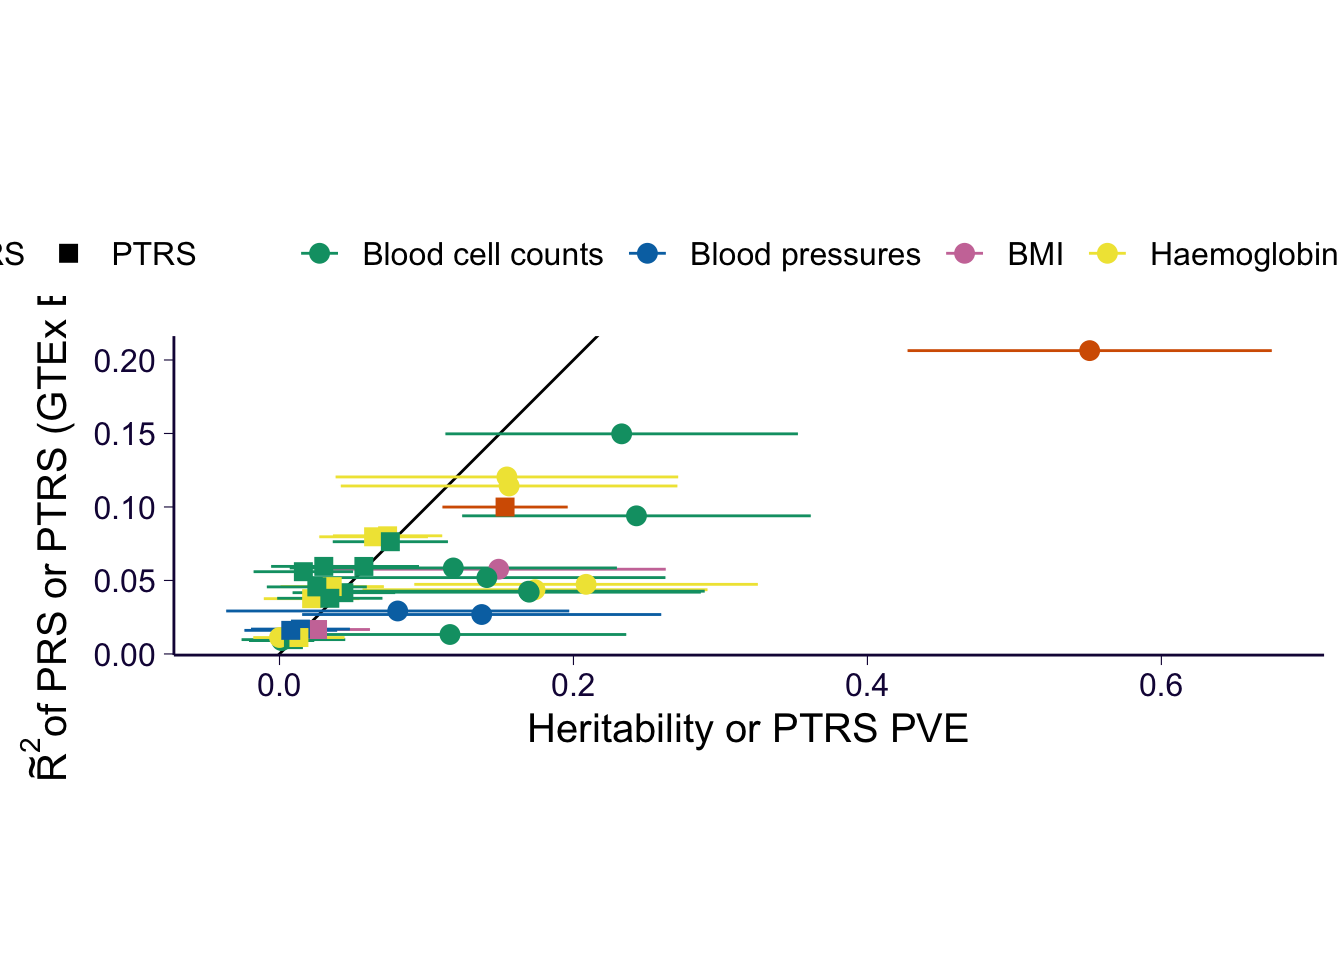 RS PTRS Blood cell counts Blood pressures BMI Haemoglobin
R̃² of PRS or PTRS (GTEx E
0.20
0.15
0.10
0.05
0.00
0.0 0.2 0.4 0.6
Heritability or PTRS PVE